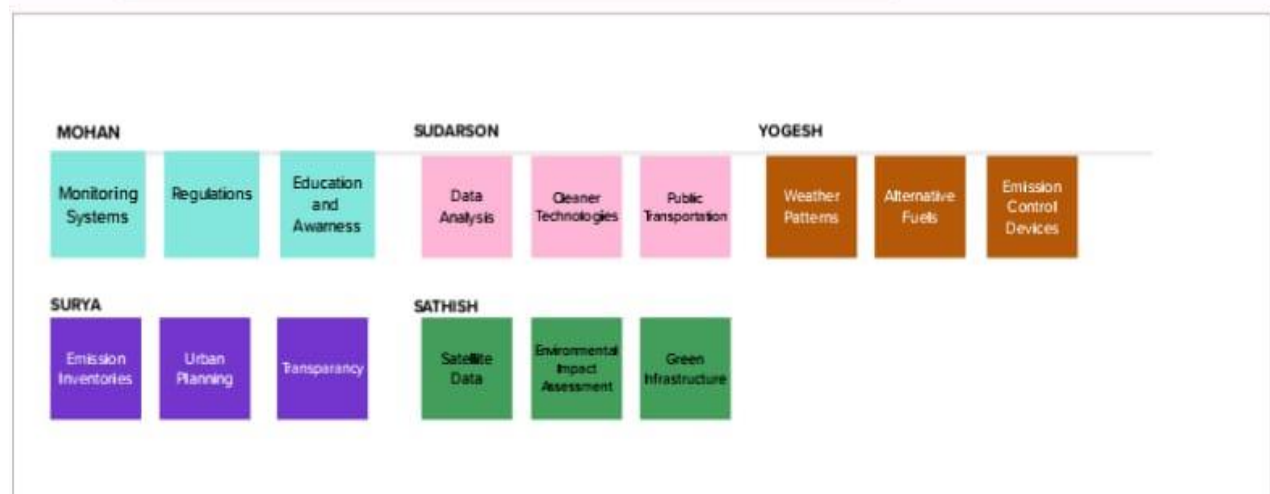 MOHAN
Monitoring
Systems
Regulations
Education
and
Awarness
SUDARSON
Data
Analysis
Cleaner
Technologies
Public
Transportation
YOGESH
Weather
Patterns
Alternative
Fuels
Emission
Control
Devices
SURYA
Emission
Inventories
Urban
Planning
Transparancy
SATHISH
Satellite
Data
Environmental
Impact
Assessment
Green
Infrastructure